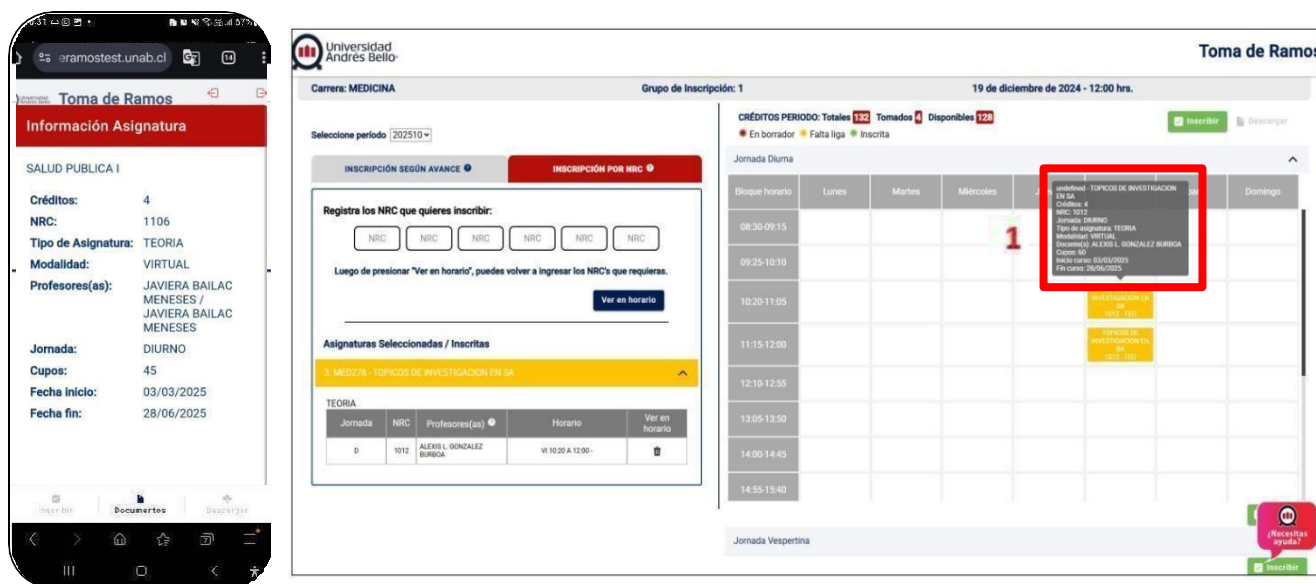 eramostest.unab.cl
14
Toma de Ramos
Información Asignatura
SALUD PUBLICA I
Créditos: 4
NRC: 1106
Tipo de Asignatura: TEORIA
Modalidad: VIRTUAL
Profesores(as): JAVIERA BAILAC
MENESES /
JAVIERA BAILAC
MENESES
Jornada: DIURNO
Cupos: 45
Fecha inicio: 03/03/2025
Fecha fin: 28/06/2025
Inscribir Documentos Descargar
Universidad
Andrés Bello
Toma de Ramos
Carrera: MEDICINA Grupo de Inscripción: 1 19 de diciembre de 2024 - 12:00 hrs.
Seleccione período 202510
INSCRIPCIÓN SEGÚN AVANCE INSCRIPCIÓN POR NRC
Registra los NRC que quieres inscribir:
NRC NRC NRC NRC NRC NRC
Luego de presionar "Ver en horario", puedes volver a ingresar los NRC's que requieras.
Ver en horario
Asignaturas Seleccionadas / Inscritas
3. MED278 - TOPICOS DE INVESTIGACION EN SA
TEORIA
Jornada NRC Profesores(as) Horario Ver en
horario
D 1012 ALEXIS L. GONZALEZ
BURBOA VI 10:20 A 12:00 -
CRÉDITOS PERIODO: Totales 132 Tomados 4 Disponibles 128
En borrador Falta liga Inscrita
Inscribir Descargar
Jornada Diurna
Bloque horario Lunes Martes Miércoles Domingo
undefined - TOPICOS DE INVESTIGACION
EN SA
Créditos: 4
NRC: 1012
Jornada: DIURNO
Tipo de asignatura: TEORIA
Modalidad: VIRTUAL
Docente(s): ALEXIS L. GONZALEZ BURBOA
Cupos: 60
Inicio curso: 03/03/2025
Fin curso: 28/06/2025
1
08:30-09:15
09:25-10:10
10:20-11:05
INVESTIGACION EN
SA
1012 - TEO
11:15-12:00
TOPICOS DE
INVESTIGACION EN
SA
1012 - TEO
12:10-12:55
13:05-13:50
14:00-14:45
14:55-15:40
¿Necesitas
ayuda?
Jornada Vespertina
Inscribir